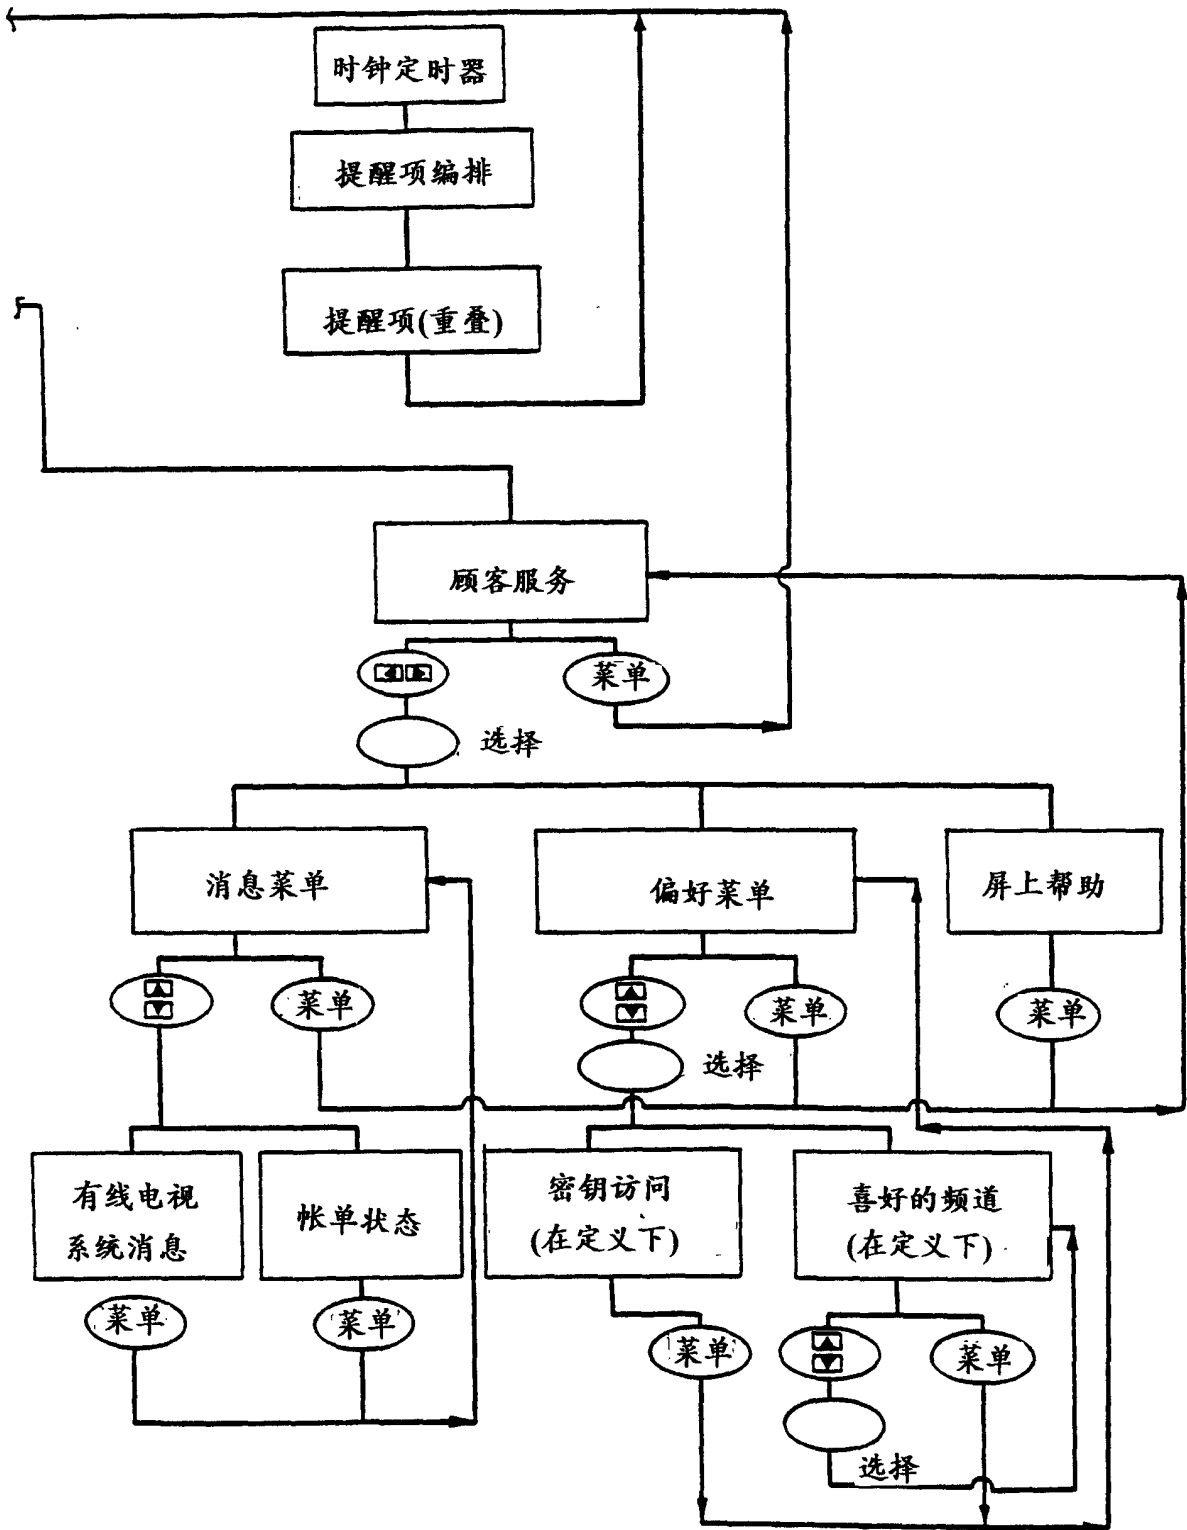 时钟定时器
提醒项编排
提醒项(重叠)
顾客服务
菜单
选择
消息菜单
偏好菜单
屏上帮助
菜单
菜单
菜单
选择
有线电视
系统消息
帐单状态
密钥访问
(在定义下)
喜好的频道
(在定义下)
菜单
菜单
菜单
菜单
选择